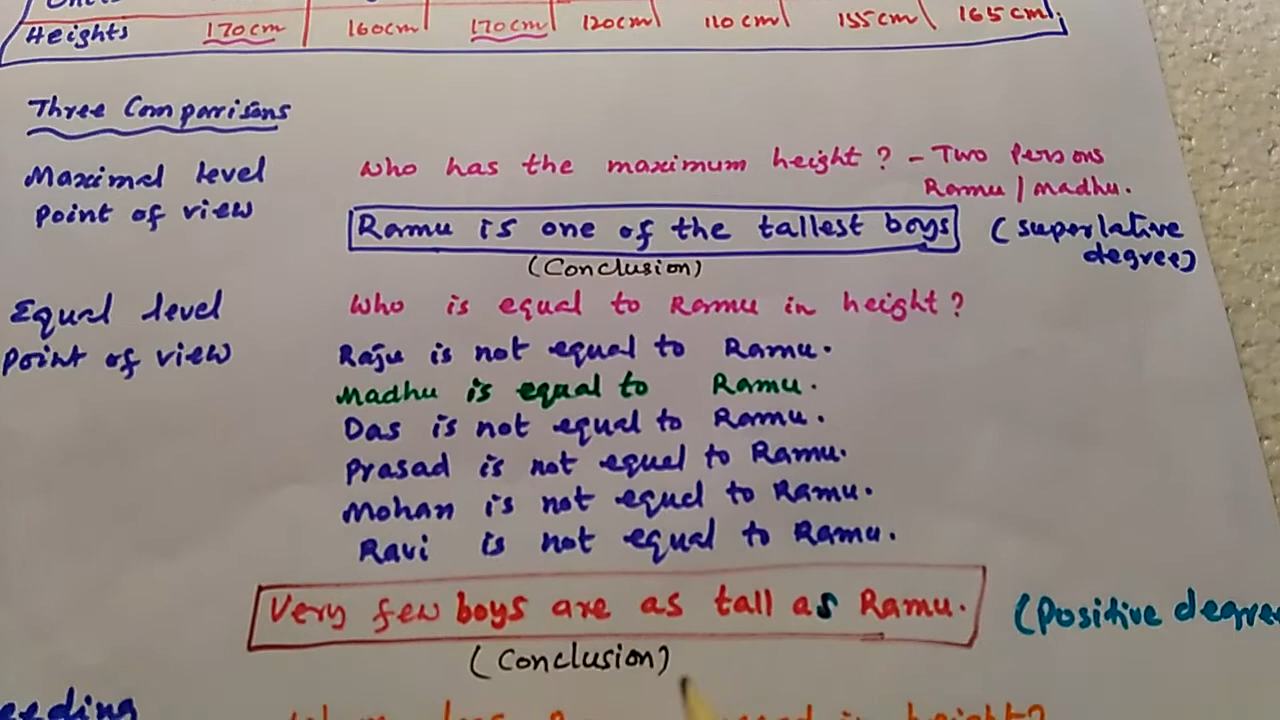 Heights 170cm 160cm 170cm 120cm 110cm 155cm 165cm
Three Comparisons
Maximal level
Point of view
Who has the maximum height? - Two Persons
Ramu / Madhu.
Ramu is one of the tallest boys
(superlative
degree)
(Conclusion)
Equal level
Point of view
Who is equal to Ramu in height?
Raju is not equal to Ramu.
Madhu is equal to Ramu.
Das is not equal to Ramu.
Prasad is not equal to Ramu.
Mohan is not equal to Ramu.
Ravi is not equal to Ramu.
Very few boys are as tall as Ramu.
(Positive degree
(Conclusion)
eeding
in height?